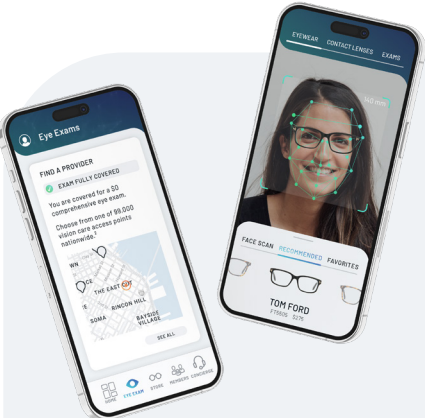 Eye Exams
FIND A PROVIDER
EXAM FULLY COVERED
You are covered for a $0
comprehensive eye exam.
Choose from one of 99,000
vision care access points
nationwide.
WN
THE EAST
RINCON HILL
SOMA
BAYSIDE
VILLAGE
SEE ALL
HOME
EYE EXAM
STORE
MEMBERS
CONCIERGE
EYEWEAR
CONTACT LENSES
EXAMS
140 mm
FACE SCAN
RECOMMENDED
FAVORITES
TOM FORD